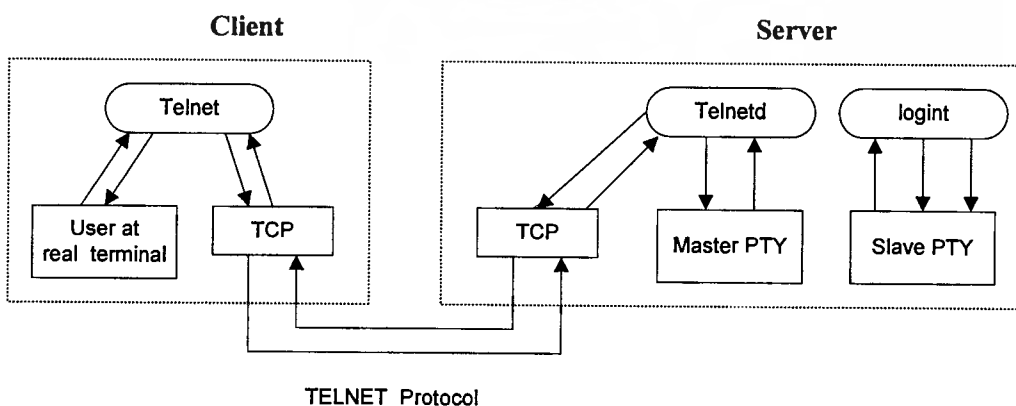 Client
Server
Telnet
Telnetd
logint
User at
real terminal
TCP
TCP
Master PTY
Slave PTY
TELNET Protocol